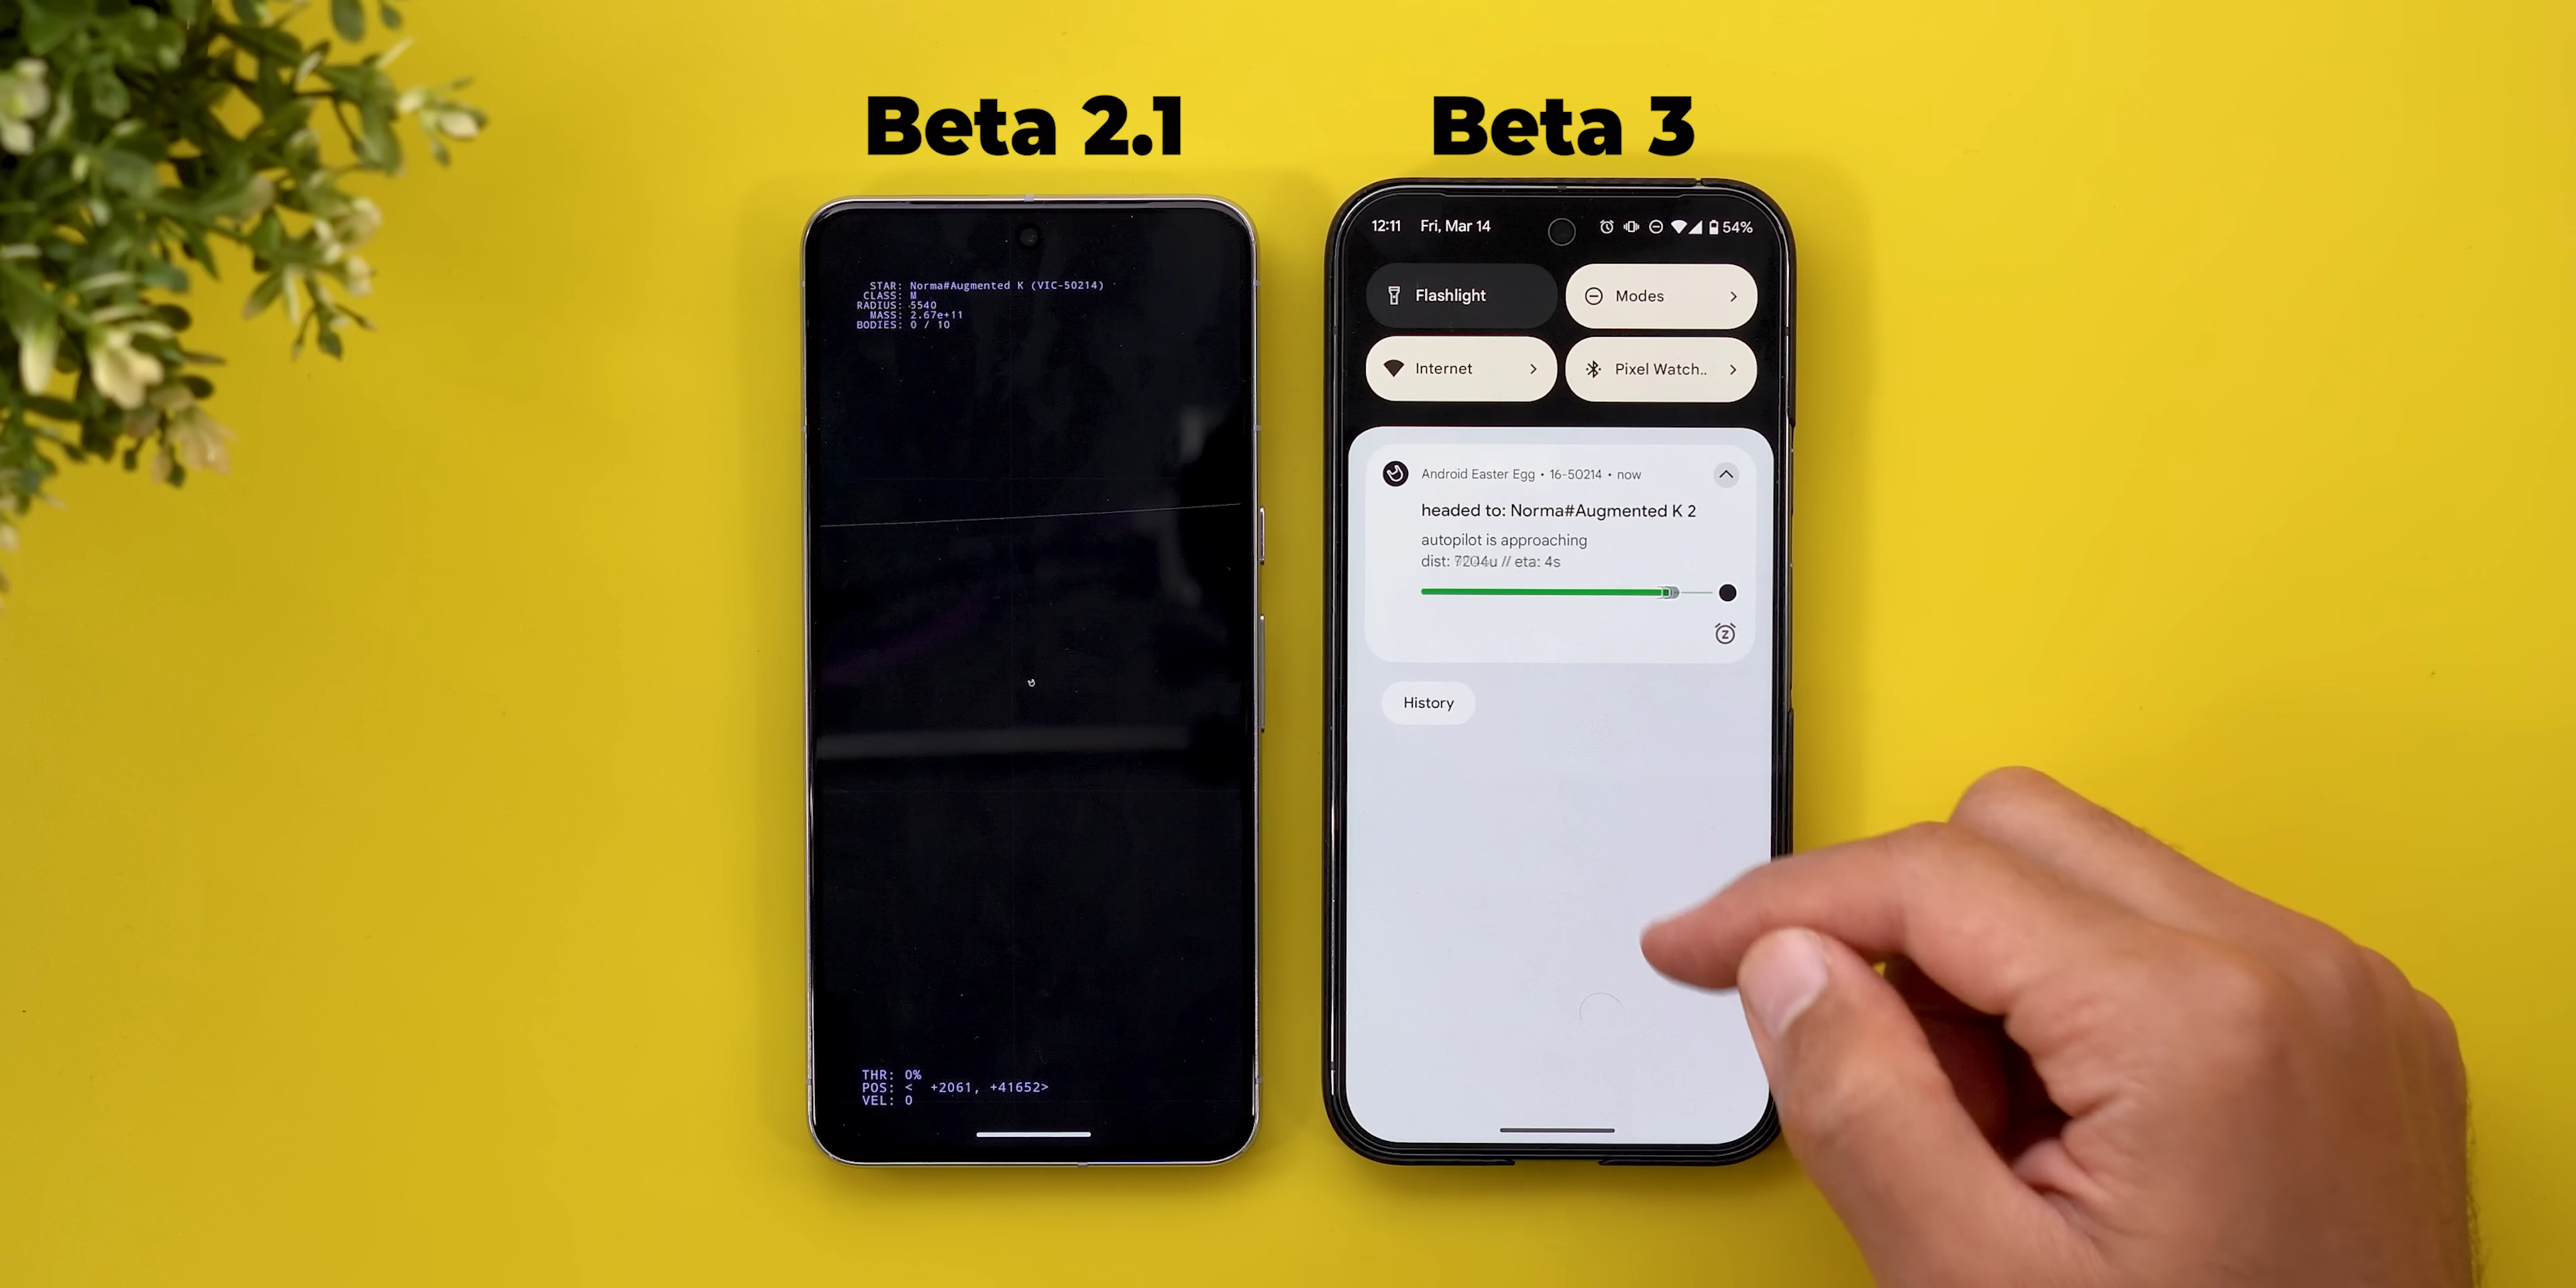 Beta 2.1
Beta 3
STAR: Norma#Augmented K (VIC-50214)
CLASS: M
RADIUS: 5540
MASS: 2.67e+11
BODIES: 0 / 10
THR: 0%
POS: < +2061, +41652>
VEL: 0
12:11 Fri, Mar 14 54%
Flashlight
Modes
Internet
Pixel Watch..
Android Easter Egg • 16-50214 • now
headed to: Norma#Augmented K 2
autopilot is approaching
dist: // eta: 4s
History